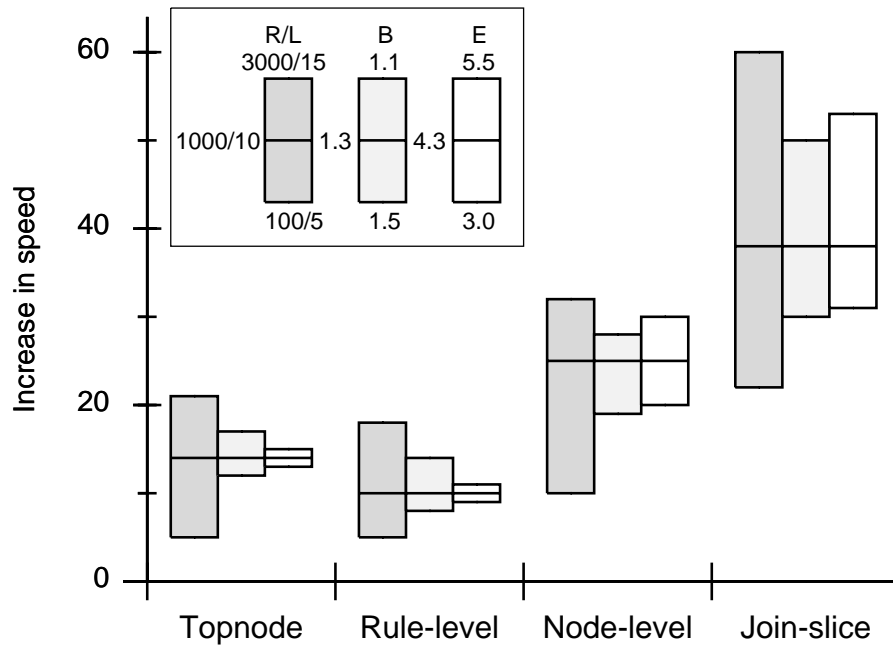 R/L B E
3000/15 1.1 5.5
1000/10 1.3 4.3
100/5 1.5 3.0
60
40
20
0
Increase in speed
Topnode Rule-level Node-level Join-slice